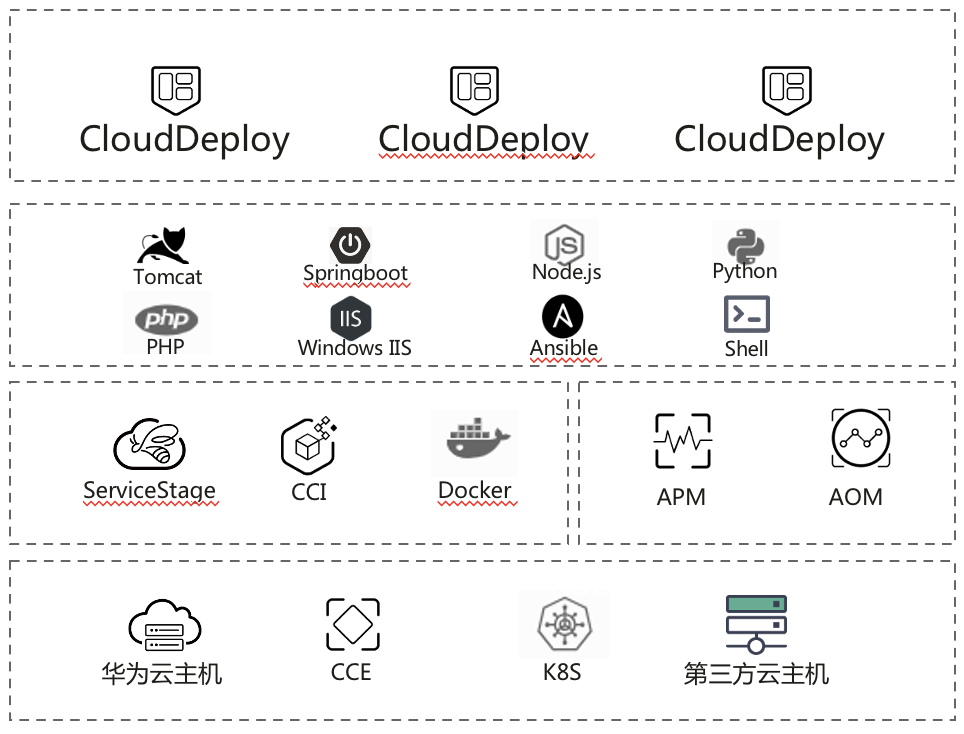 CloudDeploy CloudDeploy CloudDeploy
JS
Tomcat Springboot Node.js Python
php IIS
PHP Windows IIS Ansible Shell
ServiceStage CCI Docker APM AOM
华为云主机 CCE K8S 第三方云主机